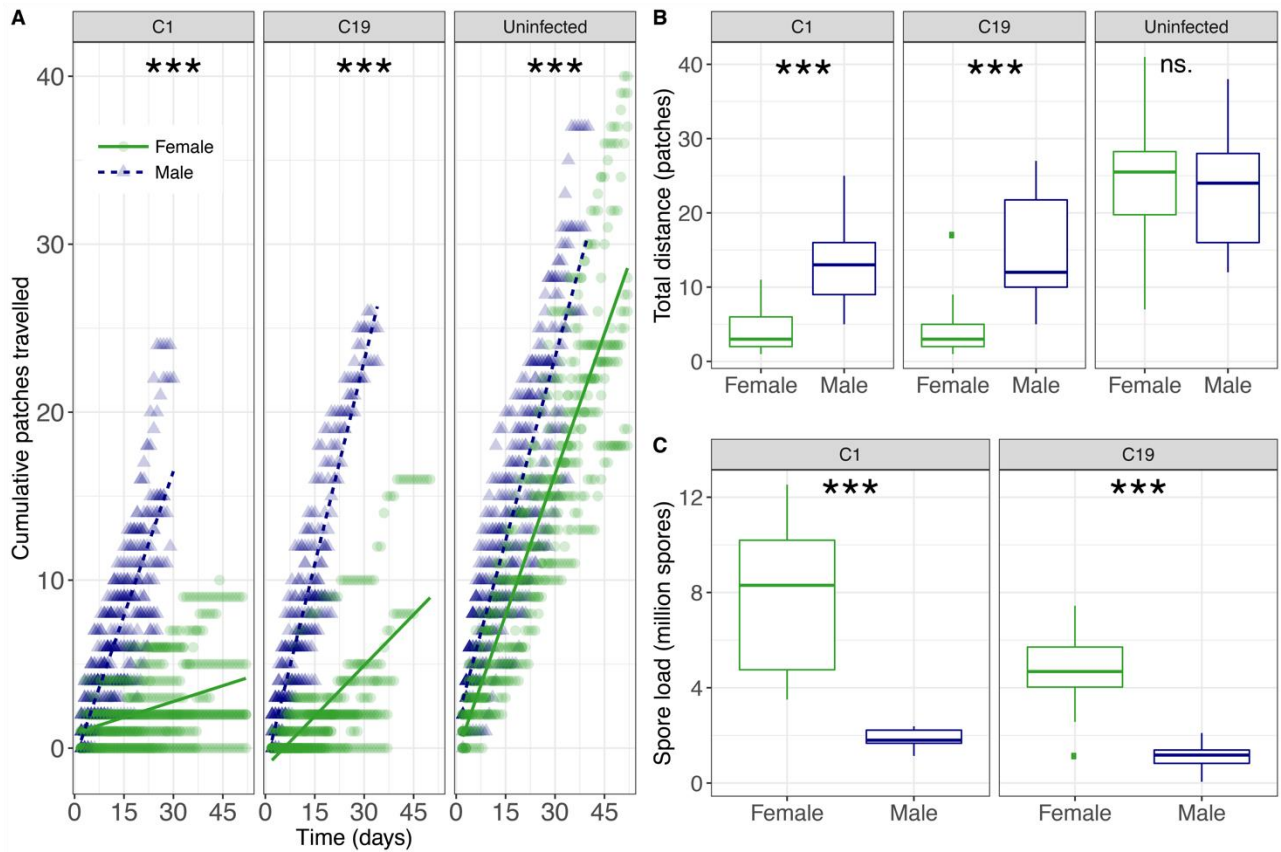 A
C1 C19 Uninfected
*** *** ***
40
30
20
10
0
Female
Male
Cumulative patches travelled
0 15 30 45 0 15 30 45 0 15 30 45
Time (days)
B
C1 C19 Uninfected
*** *** ns.
40
30
20
10
0
Total distance (patches)
Female Male Female Male Female Male
C
C1 C19
*** ***
12
8
4
0
Spore load (million spores)
Female Male Female Male